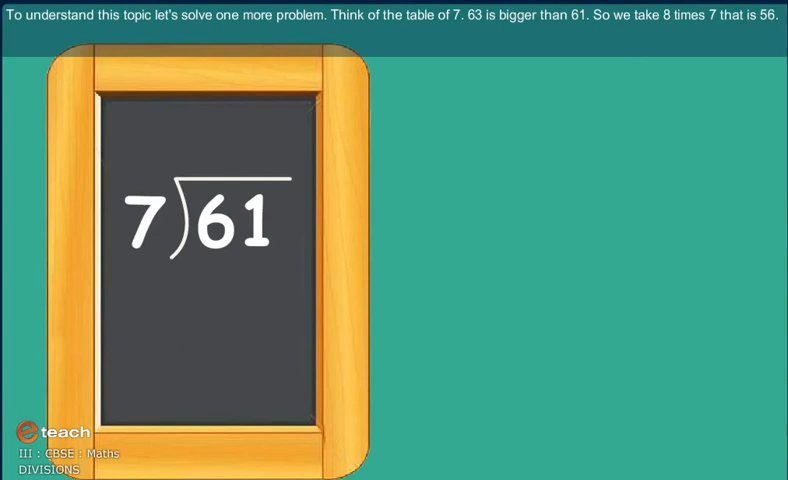 To understand this topic let's solve one more problem. Think of the table of 7. 63 is bigger than 61. So we take 8 times 7 that is 56.
7)61
eteach
III : CBSE : Maths
DIVISIONS